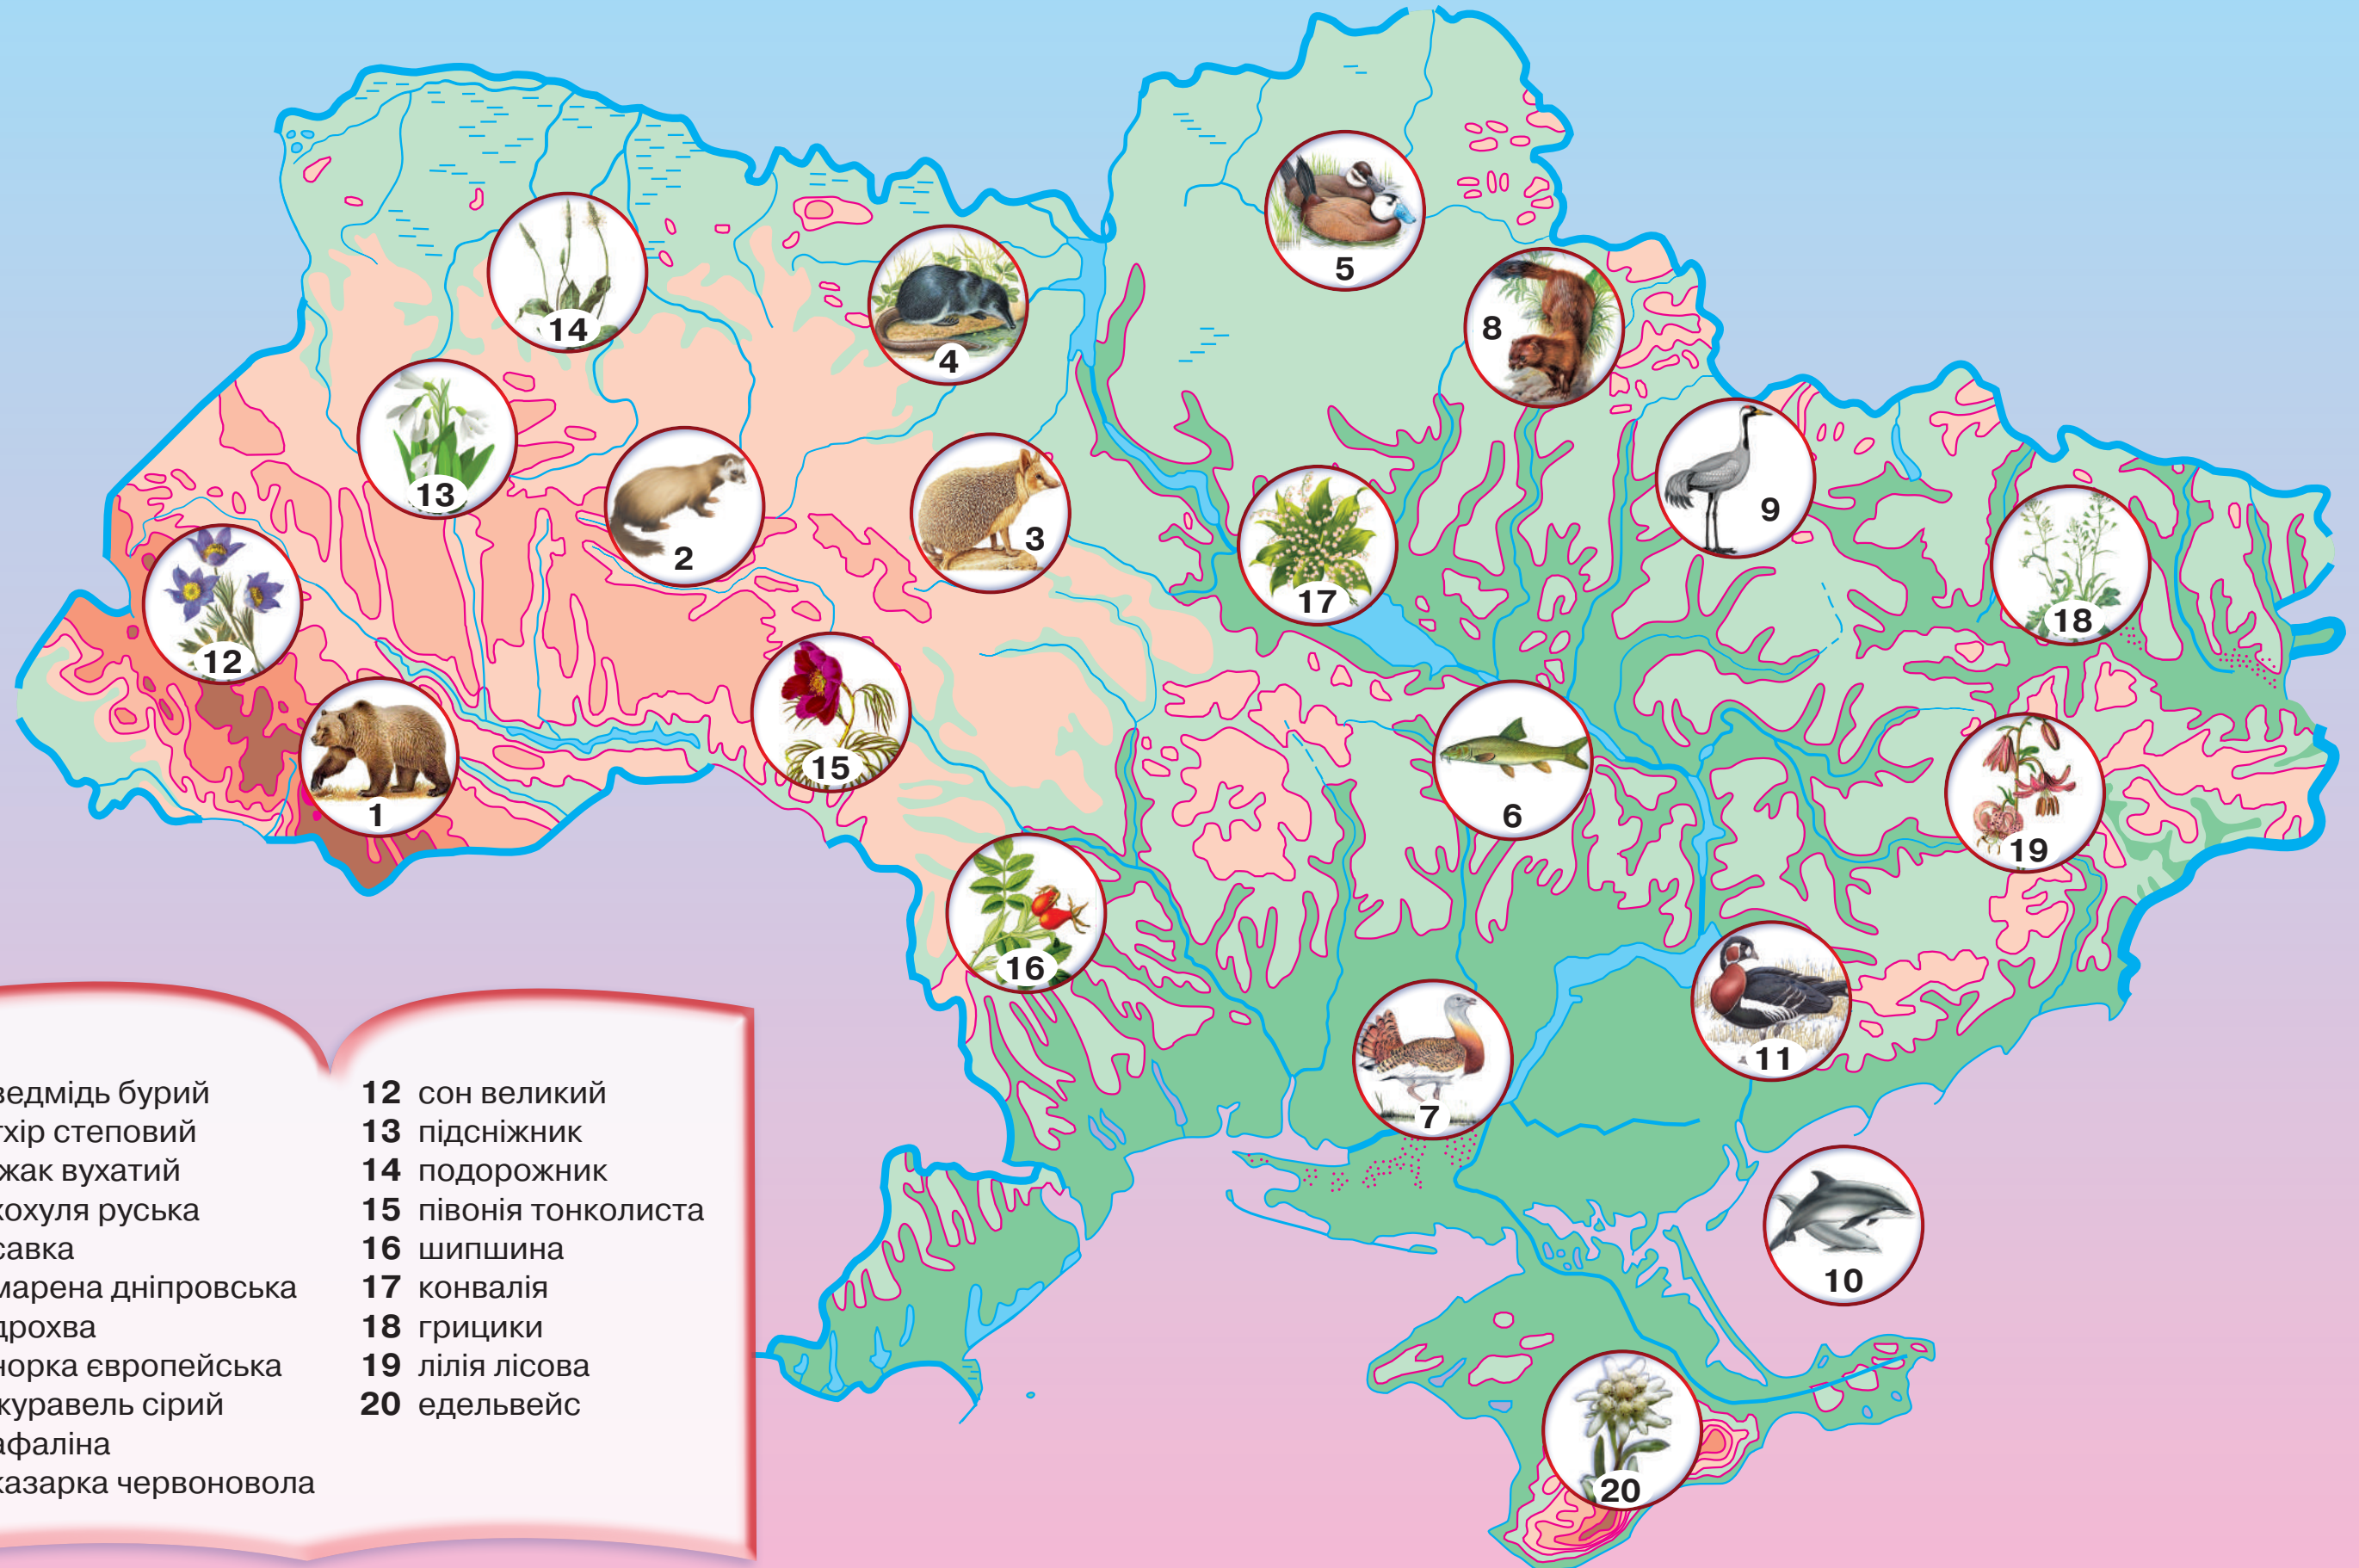 5
14
8
4
13
9
3
2
17
18
12
15
1
6
19
16
11
7
10
20
ведмідь бурий
тхір степовий
їжак вухатий
хохуля руська
савка
марена дніпровська
дрохва
норка європейська
журавель сірий
афаліна
казарка червоновола
12 сон великий
13 підсніжник
14 подорожник
15 півонія тонколиста
16 шипшина
17 конвалія
18 грицики
19 лілія лісова
20 едельвейс